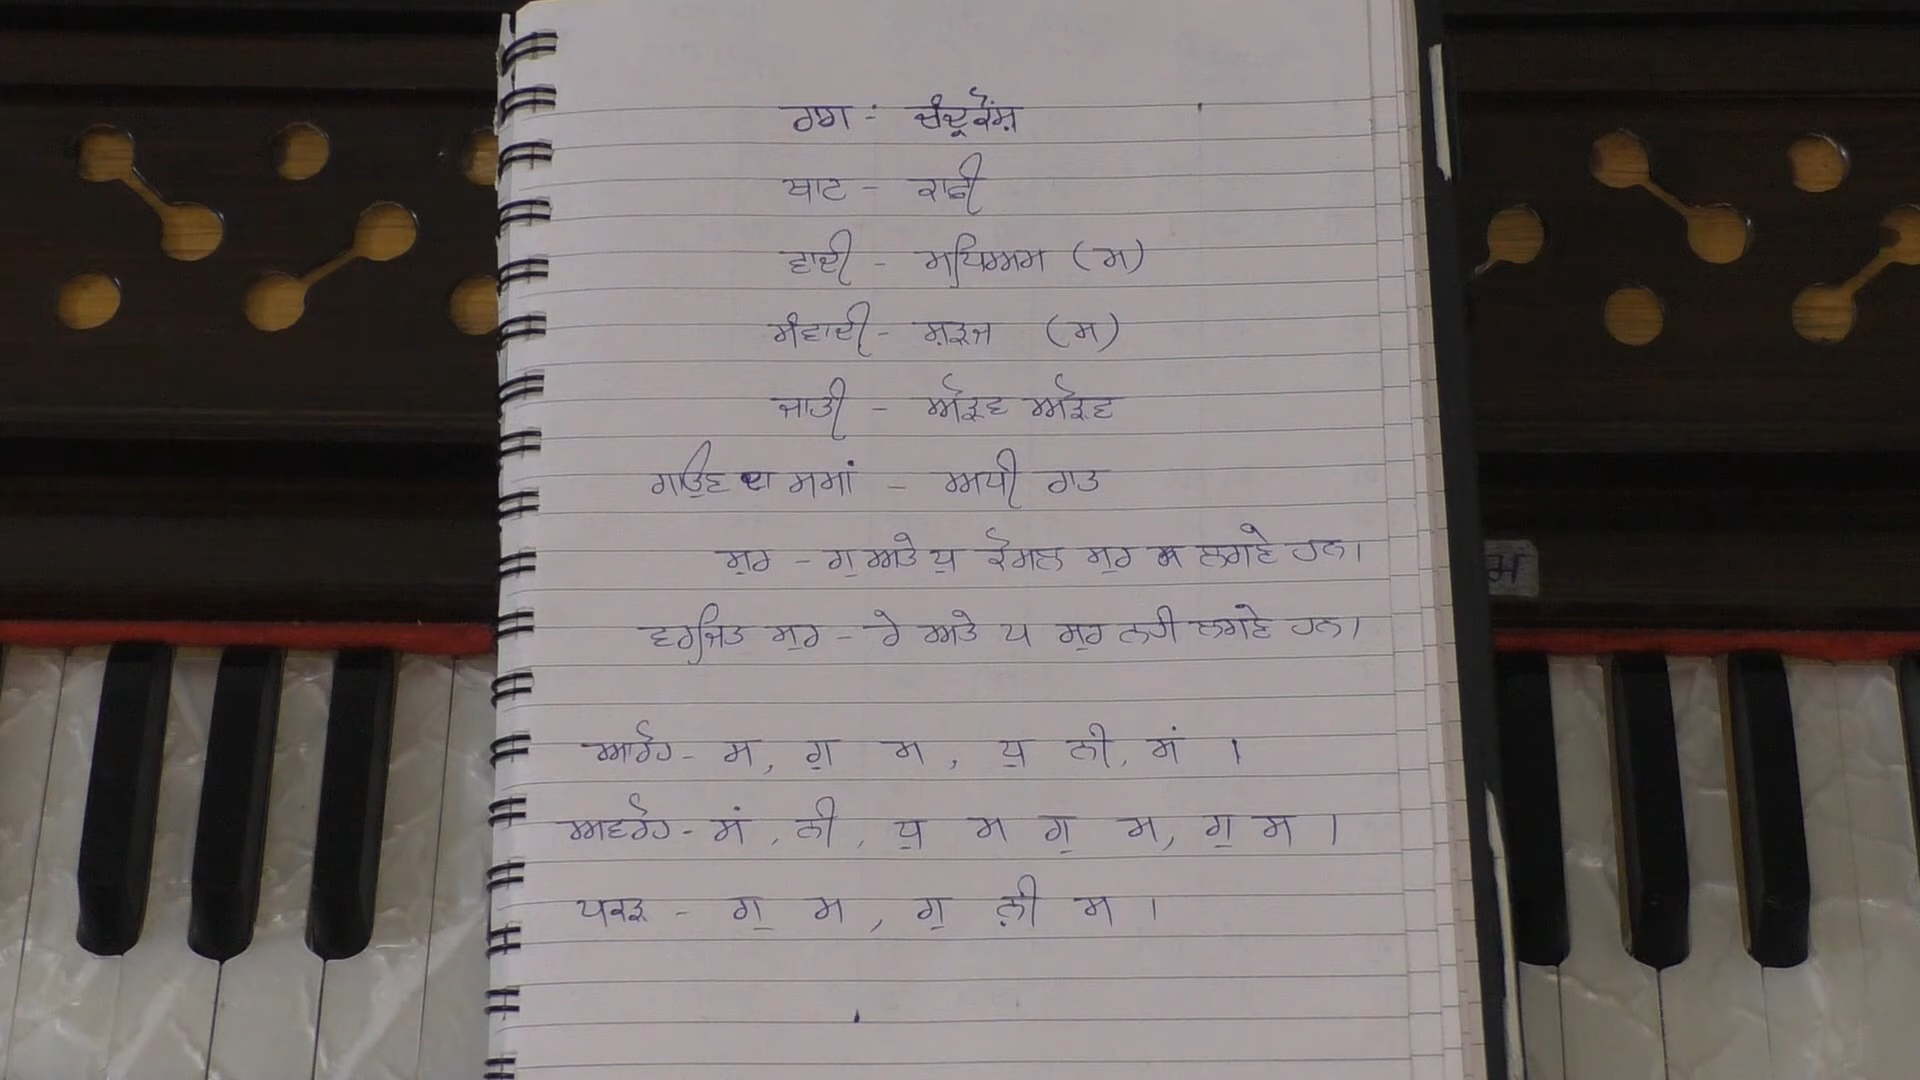 ਰਾਗ : ਚੰਦ੍ਰਕੌਂਸ਼
ਥਾਟ - ਕਾਫੀ
ਵਾਦੀ - ਮਧਿਅਮ (ਮ)
ਸੰਵਾਦੀ - ਸ਼ੜਜ (ਸ)
ਜਾਤੀ - ਔੜਵ ਔੜਵ
ਗਾਉਣ ਦਾ ਸਮਾਂ - ਅਧੀ ਰਾਤ
ਸੁਰ - ਗ॒ ਅਤੇ ਧ॒ ਕੋਮਲ ਸੁਰ ਲਗਦੇ ਹਨ।
ਵਰਜਿਤ ਸੁਰ - ਰੇ ਅਤੇ ਪ ਸੁਰ ਨਹੀ ਲਗਦੇ ਹਨ।
ਆਰੋਹ - ਸ, ਗ॒ ਮ, ਧ॒ ਨੀ, ਸਂ ।
ਅਵਰੋਹ - ਸਂ, ਨੀ, ਧ॒ ਮ ਗ॒ ਮ, ਗ॒ ਸ ।
ਪਕੜ - ਗ॒ ਮ, ਗ॒ ਨ਼ੀ ਸ ।
ਮ